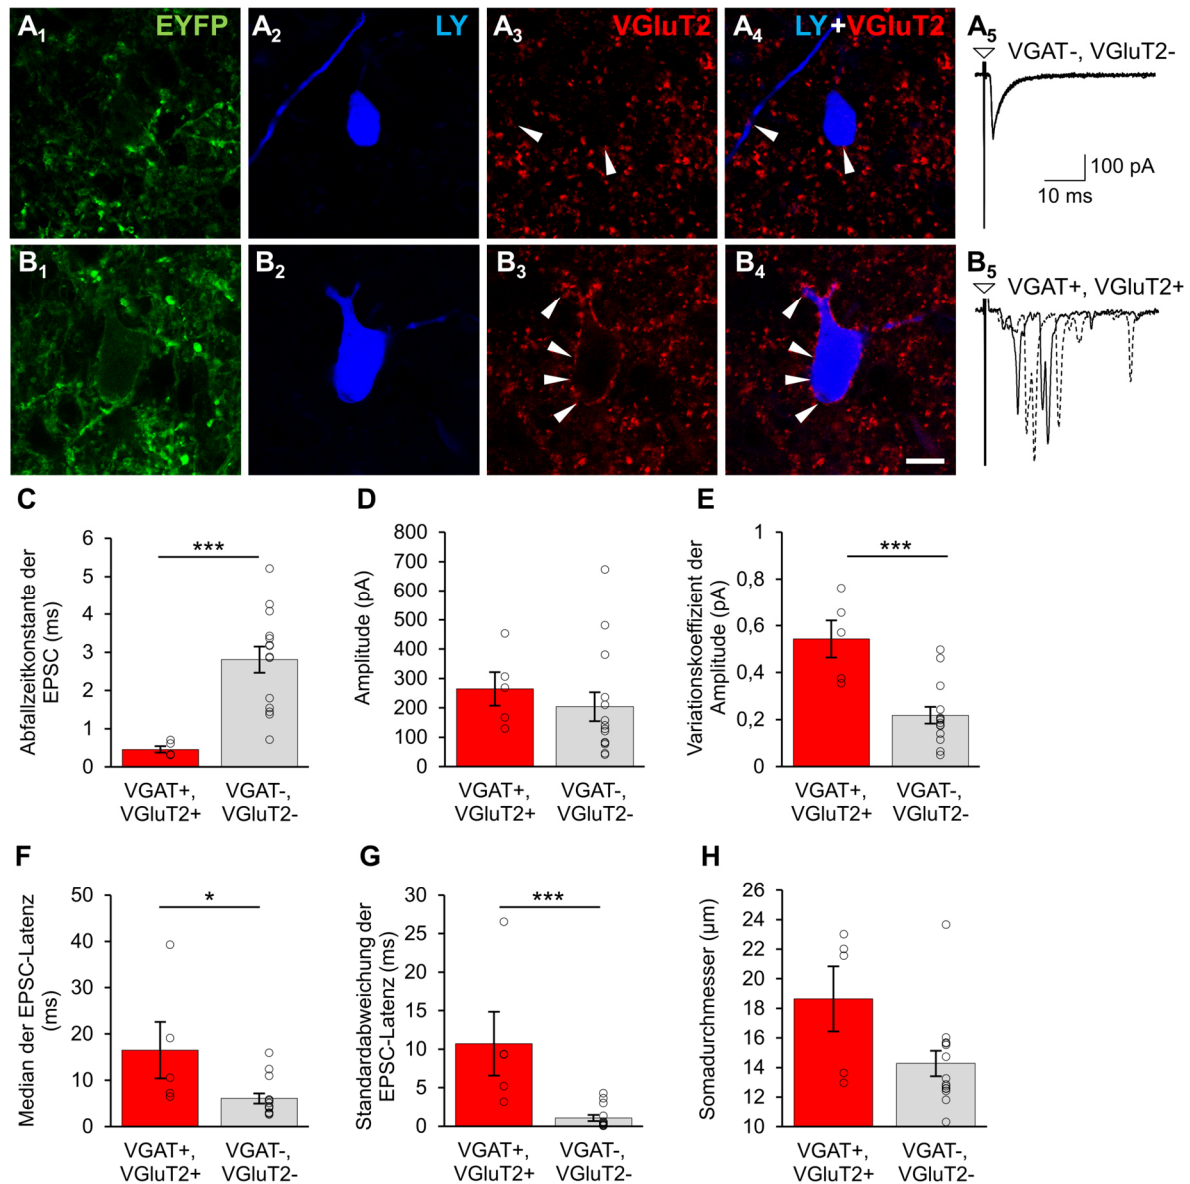 A1 EYFP
A2 LY
A3 VGluT2
A4 LY+VGluT2
A5
VGAT-, VGluT2-
100 pA
10 ms
B1
B2
B3
B4
B5
VGAT+, VGluT2+
C
Abfallzeitkonstante der
EPSC (ms)
6
5
4
3
2
1
0
***
VGAT+,
VGluT2+
VGAT-,
VGluT2-
D
Amplitude (pA)
800
700
600
500
400
300
200
100
0
VGAT+,
VGluT2+
VGAT-,
VGluT2-
E
Variationskoeffizient der
Amplitude (pA)
1
0,8
0,6
0,4
0,2
0
***
VGAT+,
VGluT2+
VGAT-,
VGluT2-
F
Median der EPSC-Latenz
(ms)
50
40
30
20
10
0
*
VGAT+,
VGluT2+
VGAT-,
VGluT2-
G
Standardabweichung der
EPSC-Latenz (ms)
30
25
20
15
10
5
0
***
VGAT+,
VGluT2+
VGAT-,
VGluT2-
H
Somadurchmesser (µm)
26
24
22
20
18
16
14
12
10
VGAT+,
VGluT2+
VGAT-,
VGluT2-